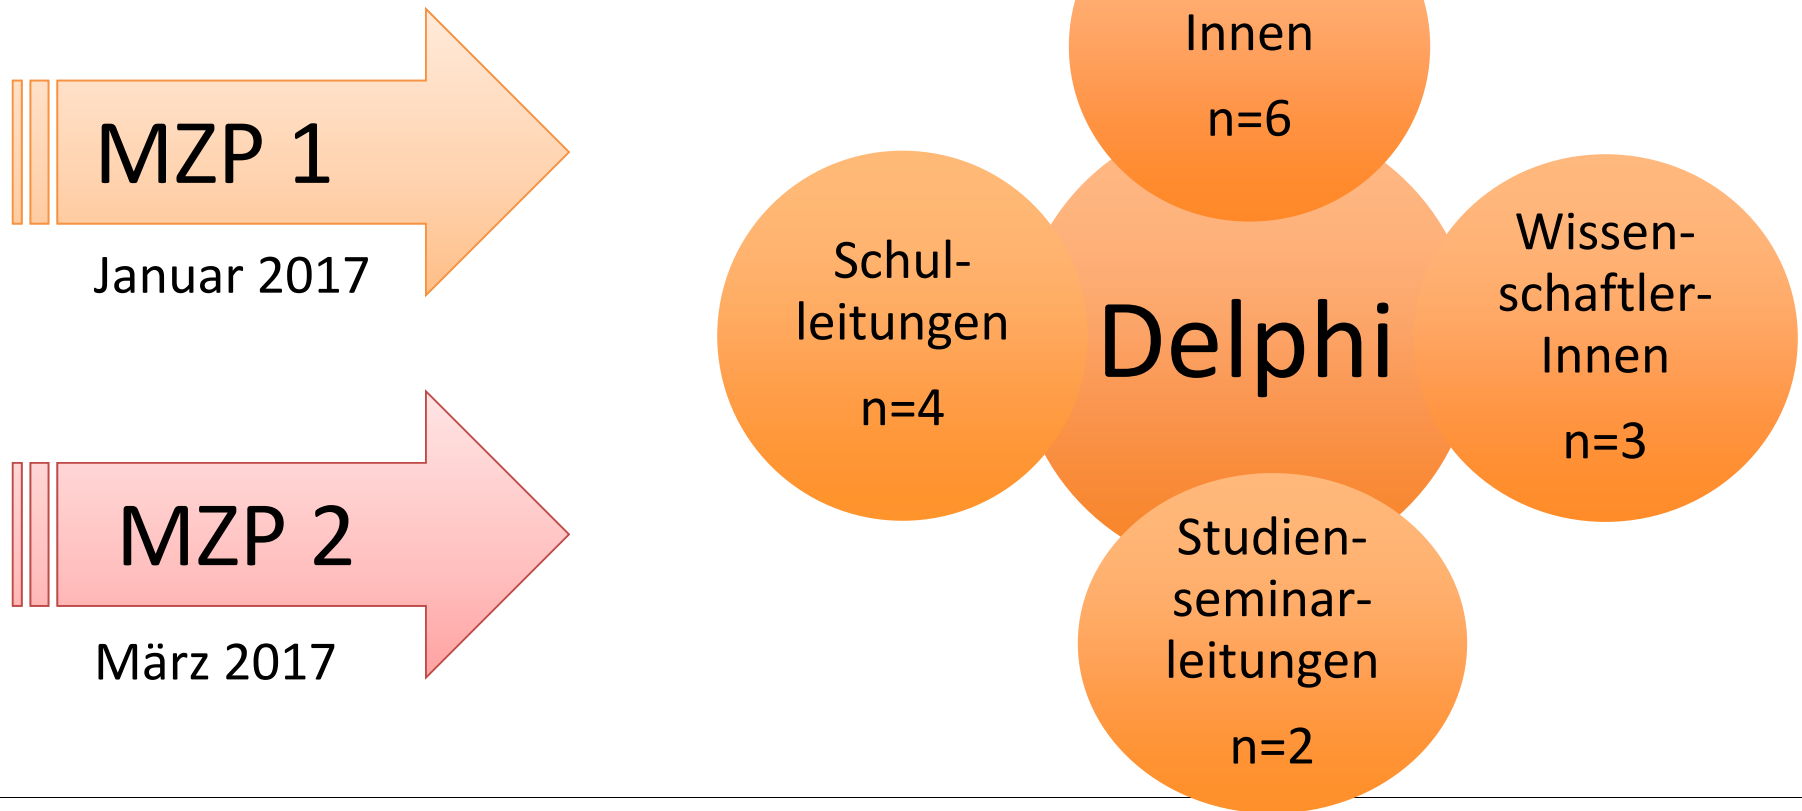 MZP 1
Januar 2017
MZP 2
März 2017
Innen
n=6
Schul-
leitungen
n=4
Delphi
Wissen-
schaftler-
Innen
n=3
Studien-
seminar-
leitungen
n=2